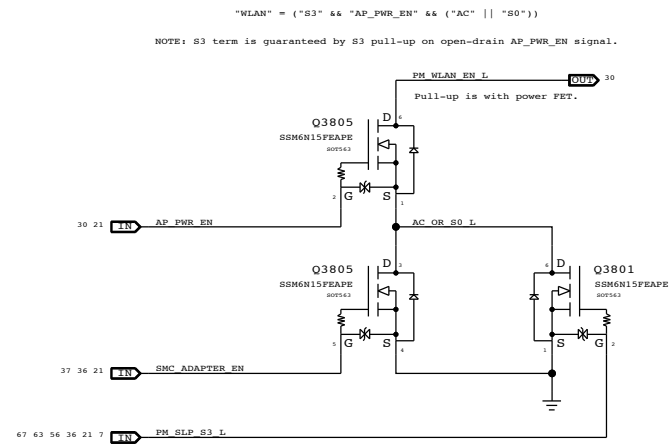 "WLAN" = ("S3" && "AP_PWR_EN" && ("AC" || "S0"))
NOTE: S3 term is guaranteed by S3 pull-up on open-drain AP_PWR_EN signal.
PM_WLAN_EN_L
OUT 30
Pull-up is with power FET.
Q3805
SSM6N15FEAPE
SOT563
D 6
2 G S 1
30 21 IN AP_PWR_EN
AC_OR_S0_L
Q3805
SSM6N15FEAPE
SOT563
D 3
5 G S 4
6 D
Q3801
SSM6N15FEAPE
SOT563
1 S G 2
37 36 21 IN SMC_ADAPTER_EN
67 63 56 36 21 7 IN PM_SLP_S3_L